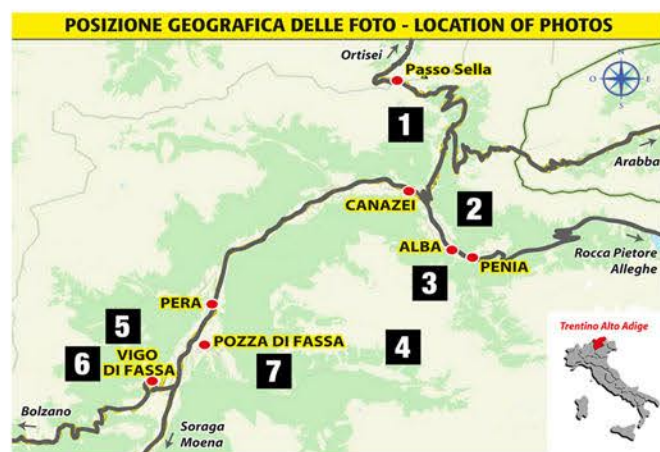 POSIZIONE GEOGRAFICA DELLE FOTO - LOCATION OF PHOTOS
Ortisei
Passo Sella
N
O
E
S
1
Arabba
CANAZEI
2
ALBA
PENIA
Rocca Pietore
Alleghe
3
PERA
5
POZZA DI FASSA
4
6
VIGO
DI FASSA
7
Trentino Alto Adige
Bolzano
Soraga
Moena